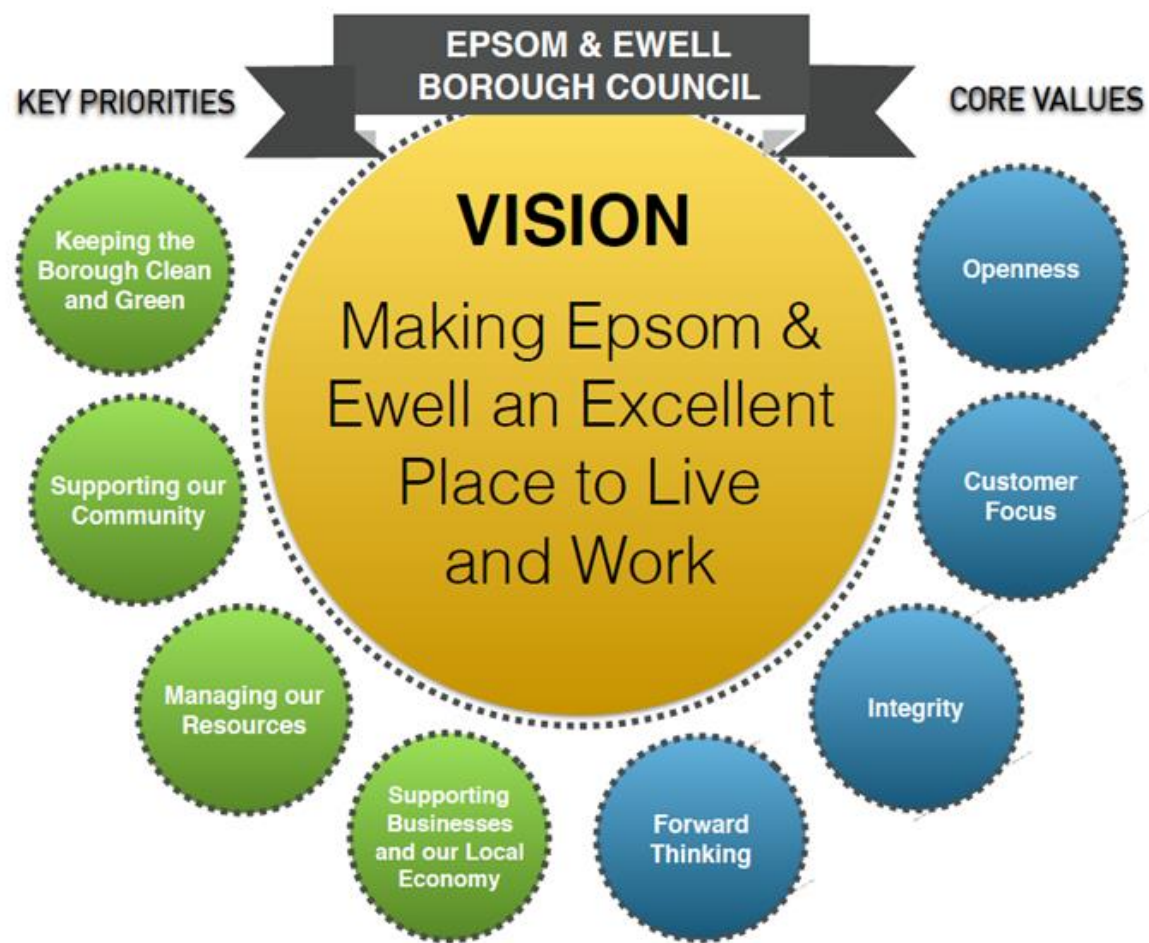 EPSOM & EWELL
BOROUGH COUNCIL
KEY PRIORITIES
CORE VALUES
VISION
Making Epsom &
Ewell an Excellent
Place to Live
and Work
Keeping the
Borough Clean
and Green
Supporting our
Community
Managing our
Resources
Supporting
Businesses
and our Local
Economy
Openness
Customer
Focus
Integrity
Forward
Thinking